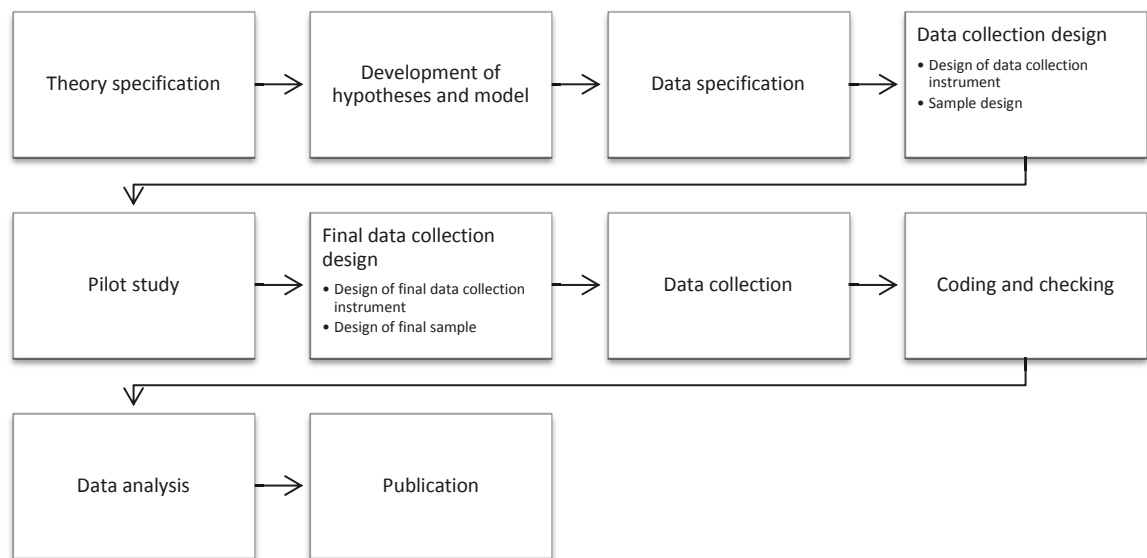 Theory specification
Development of
hypotheses and model
Data specification
Data collection design
• Design of data collection
instrument
• Sample design
Pilot study
Final data collection
design
• Design of final data collection
instrument
• Design of final sample
Data collection
Coding and checking
Data analysis
Publication